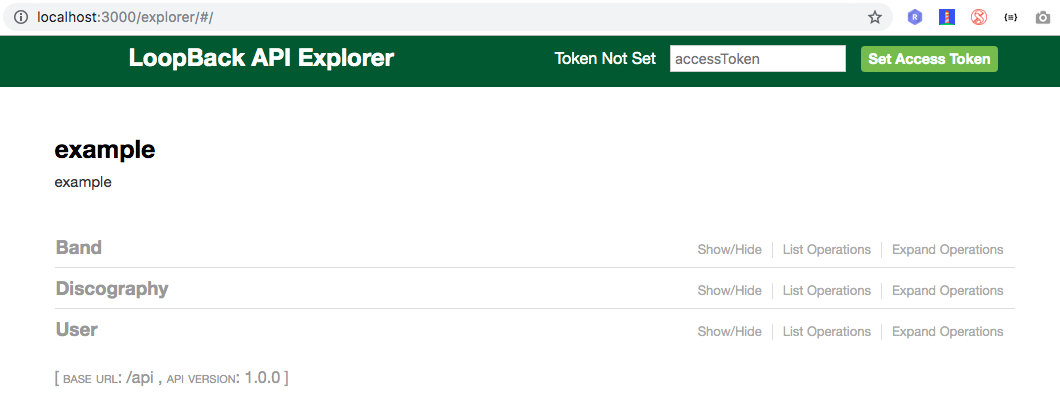 localhost:3000/explorer/#/
LoopBack API Explorer Token Not Set accessToken Set Access Token
example
example
Band Show/Hide List Operations Expand Operations
Discography Show/Hide List Operations Expand Operations
User Show/Hide List Operations Expand Operations
[ BASE URL: /api , API VERSION: 1.0.0 ]